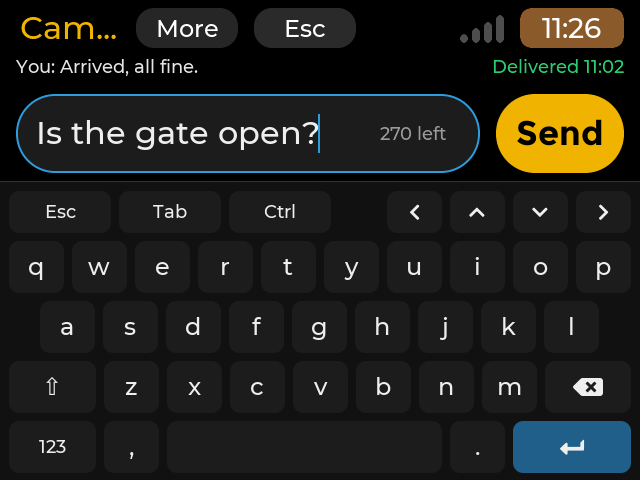 Cam... More Esc 11:26
You: Arrived, all fine. Delivered 11:02
Is the gate open? 270 left Send
Esc Tab Ctrl
q w e r t y u i o p
a s d f g h j k l
z x c v b n m
123 , .